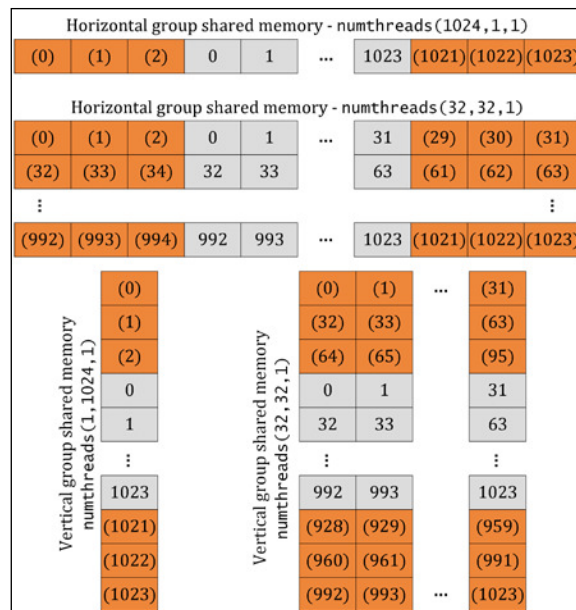 Horizontal group shared memory - numthreads(1024,1,1)
(0) (1) (2) 0 1 ... 1023 (1021) (1022) (1023)
Horizontal group shared memory - numthreads(32,32,1)
(0) (1) (2) 0 1 ... 31 (29) (30) (31)
(32) (33) (34) 32 33 63 (61) (62) (63)
⋮ ⋮
(992) (993) (994) 992 993 ... 1023 (1021) (1022) (1023)
Vertical group shared memory
numthreads(1,1024,1)
(0)
(1)
(2)
0
1
⋮
1023
(1021)
(1022)
(1023)
Vertical group shared memory
numthreads(32,32,1)
(0) (1) ... (31)
(32) (33) (63)
(64) (65) (95)
0 1 31
32 33 63
⋮ ⋮
992 993 1023
(928) (929) (959)
(960) (961) (991)
(992) (993) ... (1023)